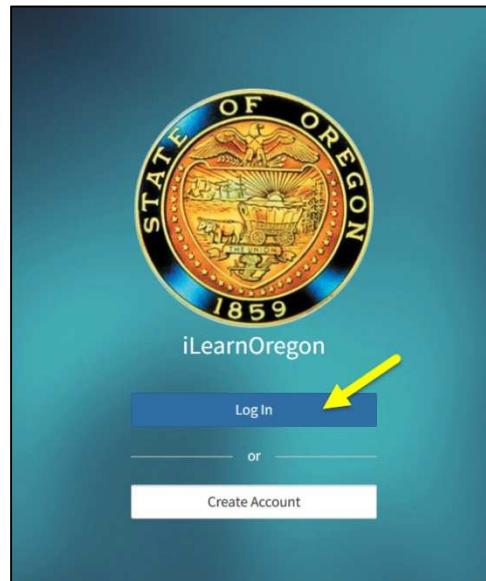 STATE OF OREGON
THE UNION
1859
iLearnOregon
Log In
or
Create Account